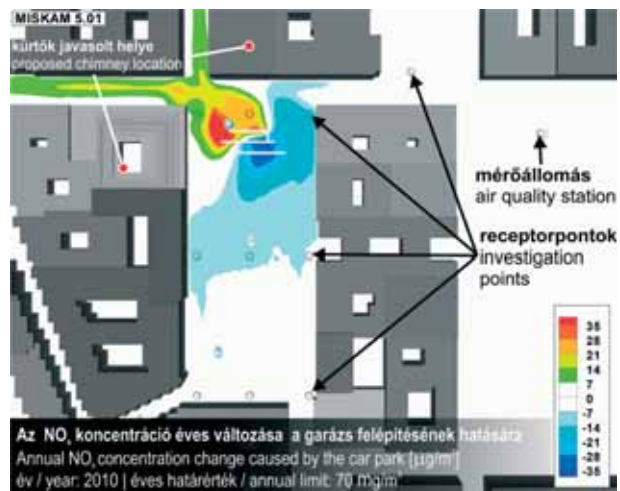 MISKAM 5.01
kürtők javasolt helye
proposed chimney location
mérőállomás
air quality station
receptorpontok
investigation
points
35
28
21
14
7
0
-7
-14
-21
-28
-35
Az NOx koncentráció éves változása a garázs felépítésének hatására
Annual NOx concentration change caused by the car park [µg/m³]
év / year: 2010 | éves határérték / annual limit: 70 mg/m³